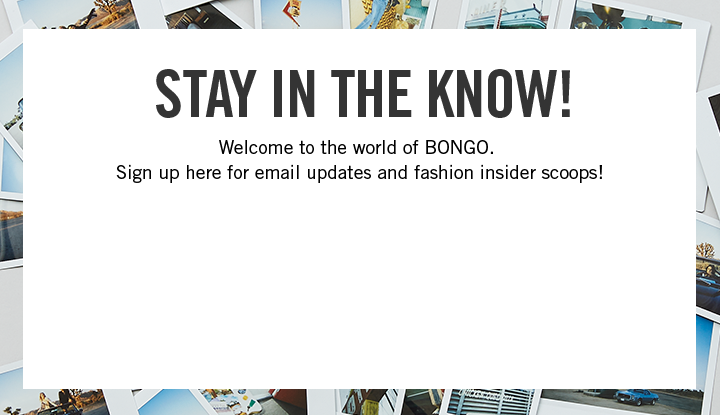 STAY IN THE KNOW!
Welcome to the world of BONGO.
Sign up here for email updates and fashion insider scoops!